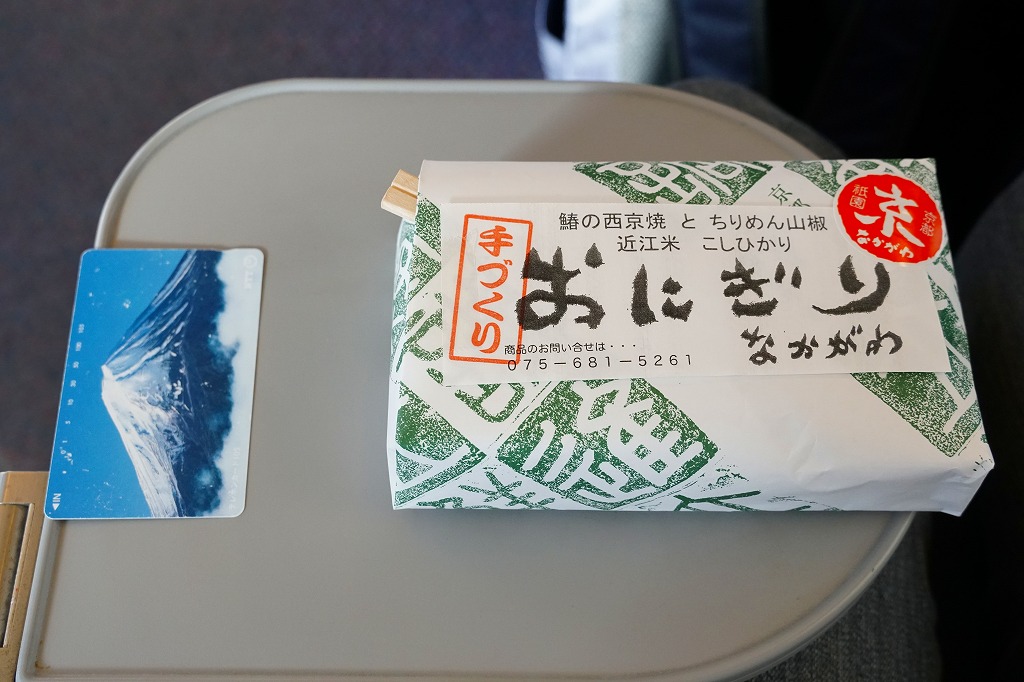 鰆の西京焼 と ちりめん山椒
近江米 こしひかり
手づくり
おにぎり
なかがわ
商品のお問い合せは・・・
075－681－5261
祇園
京
京都
なかがわ
IN